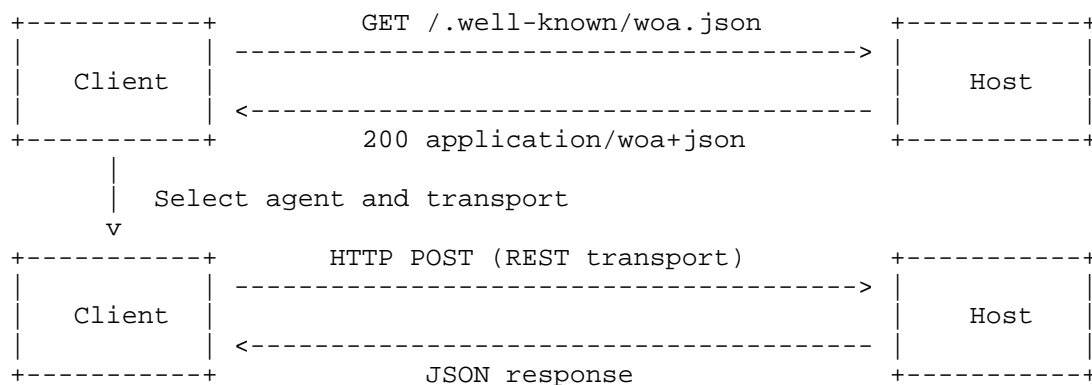 GET /.well-known/woa.json
Client Host
200 application/woa+json
Select agent and transport
v
HTTP POST (REST transport)
Client Host
JSON response